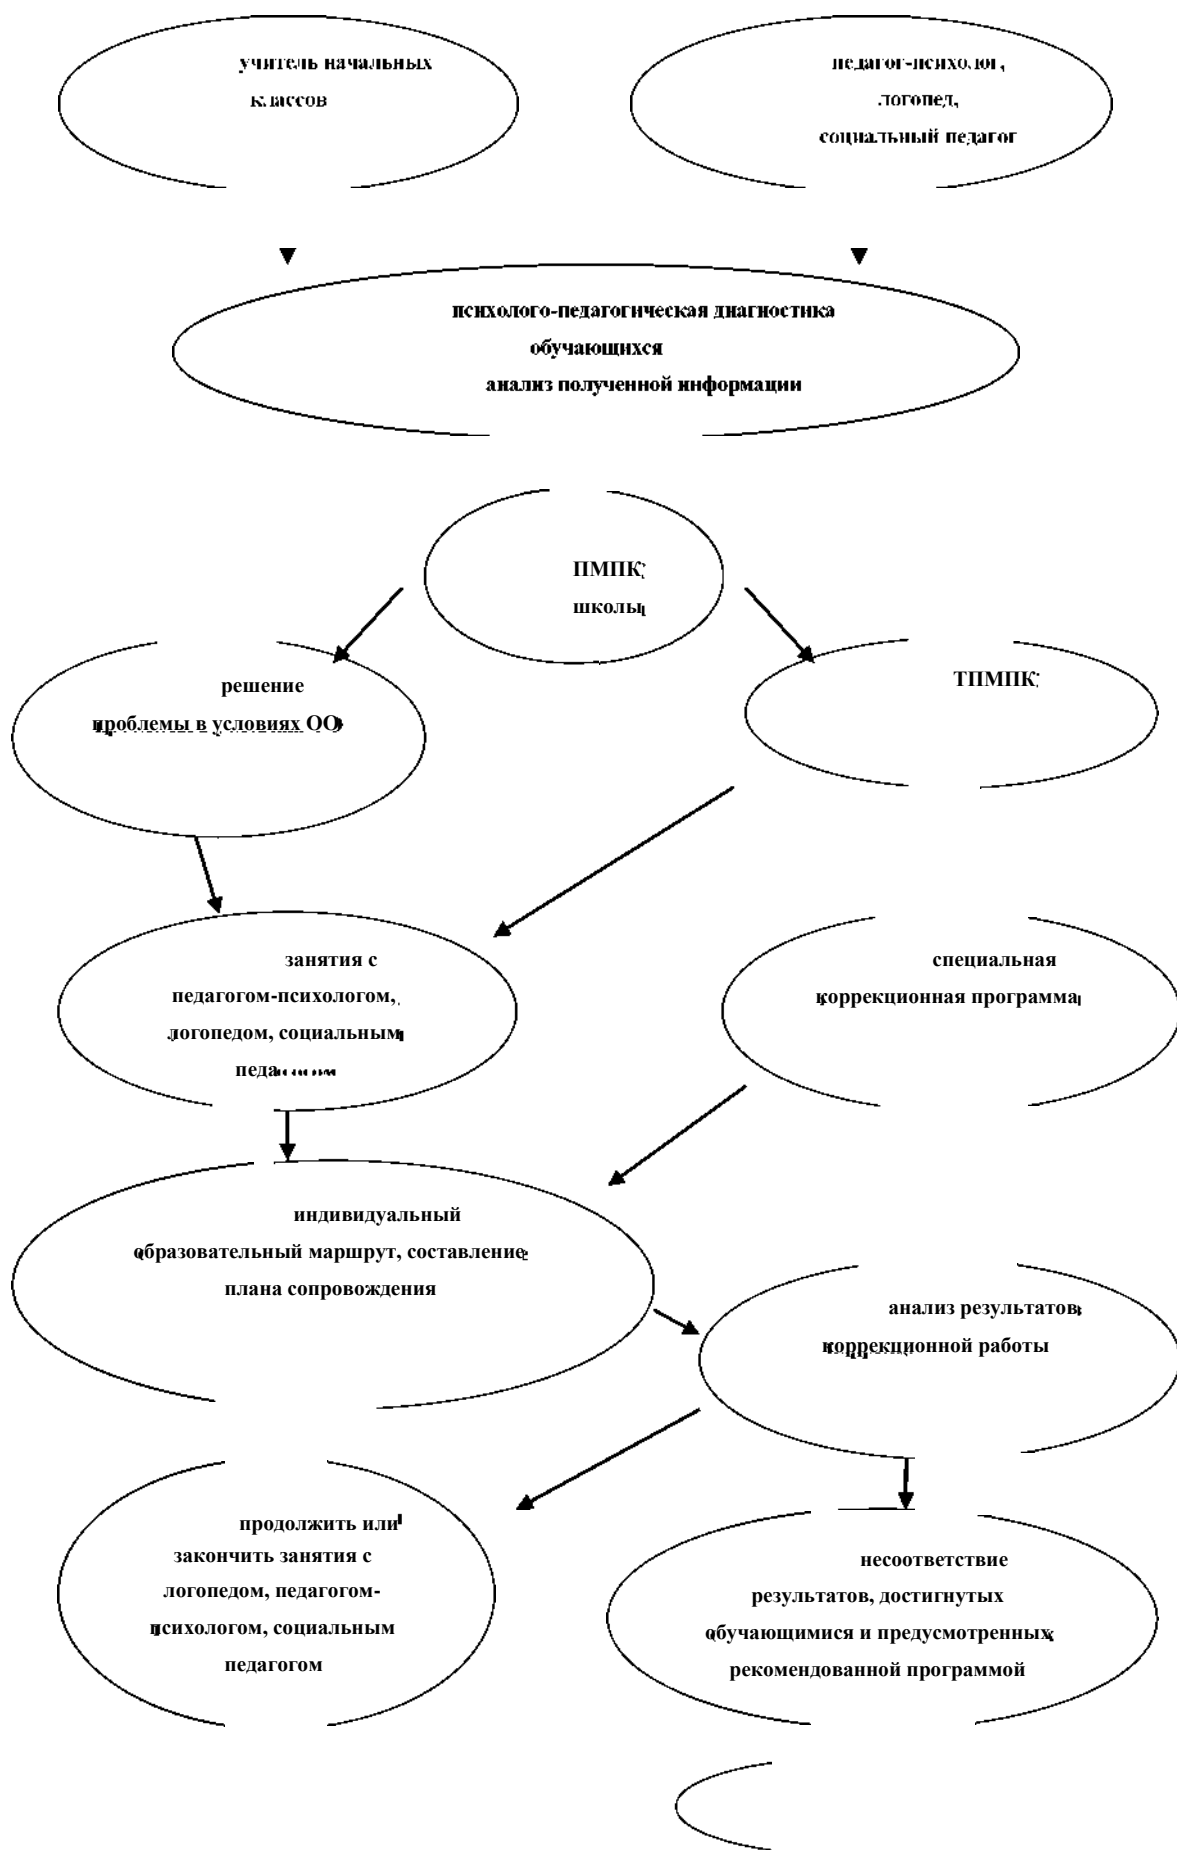 учитель начальных
классов
педагог-психолог,
логопед,
социальный педагог
психолого-педагогическая диагностика
обучающихся
анализ полученной информации
ПМПК
школы
решение
проблемы в условиях ОО
ТПМПК
занятия с
педагогом-психологом,
логопедом, социальным
педагогом
специальная
коррекционная программа
индивидуальный
образовательный маршрут, составление
плана сопровождения
анализ результатов
коррекционной работы
продолжить или
закончить занятия с
логопедом, педагогом-
психологом, социальным
педагогом
несоответствие
результатов, достигнутых
обучающимися и предусмотренных
рекомендованной программой